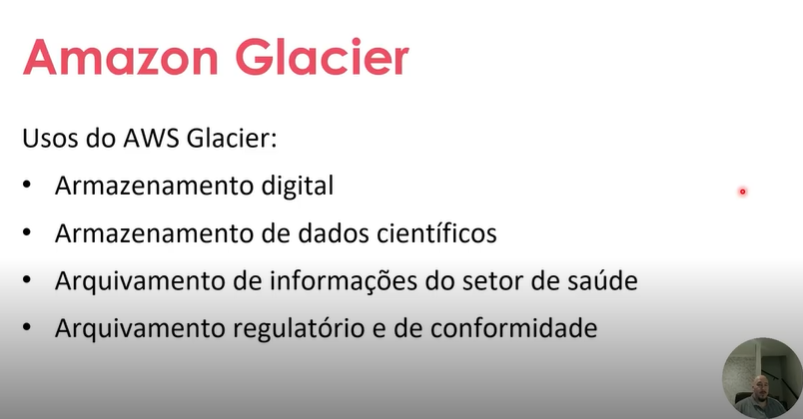 Amazon Glacier
Usos do AWS Glacier:
• Armazenamento digital
• Armazenamento de dados científicos
• Arquivamento de informações do setor de saúde
• Arquivamento regulatório e de conformidade